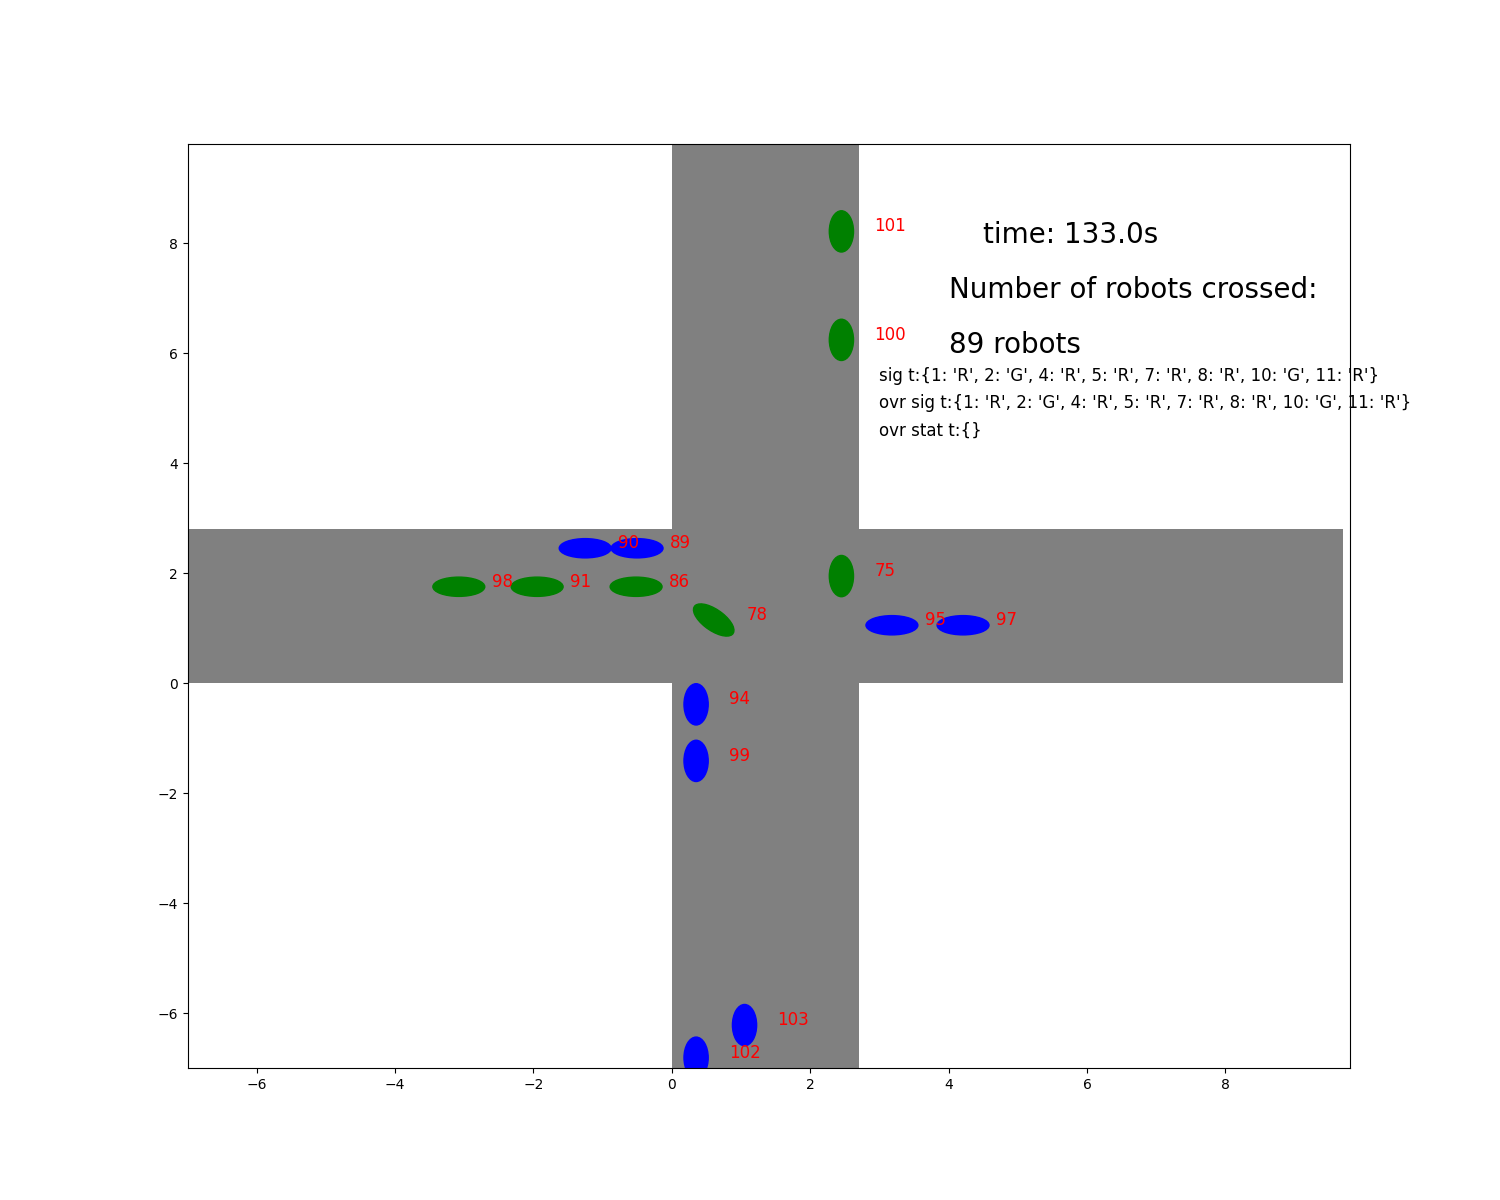 101
time: 133.0s
Number of robots crossed:
100
89 robots
sig t:{1: 'R', 2: 'G', 4: 'R', 5: 'R', 7: 'R', 8: 'R', 10: 'G', 11: 'R'}
ovr sig t:{1: 'R', 2: 'G', 4: 'R', 5: 'R', 7: 'R', 8: 'R', 10: 'G', 11: 'R'}
ovr stat t:{}
90 89
98 91 86
75
78
95 97
94
99
103
102
8
6
4
2
0
−2
−4
−6
−6 −4 −2 0 2 4 6 8